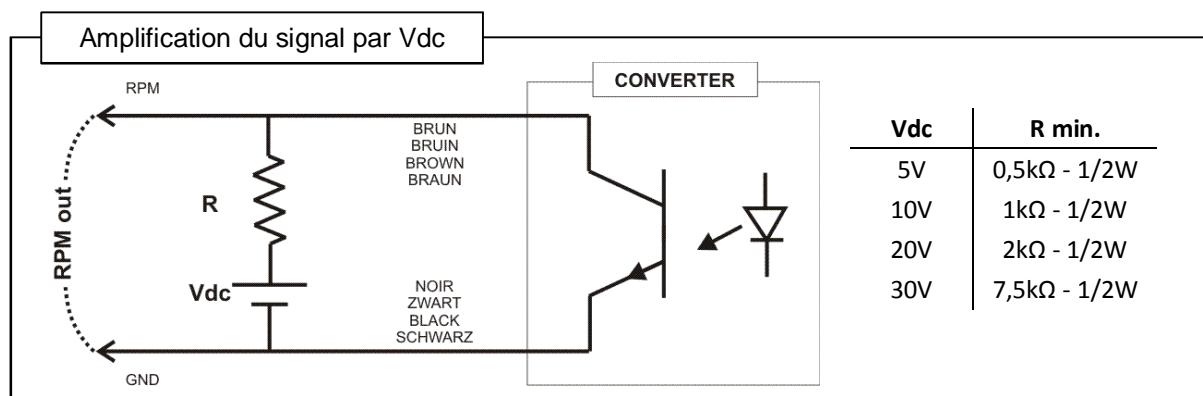 Amplification du signal par Vdc
CONVERTER
RPM
BRUN
BRUIN
BROWN
BRAUN
RPM out
R
Vdc
NOIR
ZWART
BLACK
SCHWARZ
GND
Vdc R min.
5V 0,5kΩ - 1/2W
10V 1kΩ - 1/2W
20V 2kΩ - 1/2W
30V 7,5kΩ - 1/2W